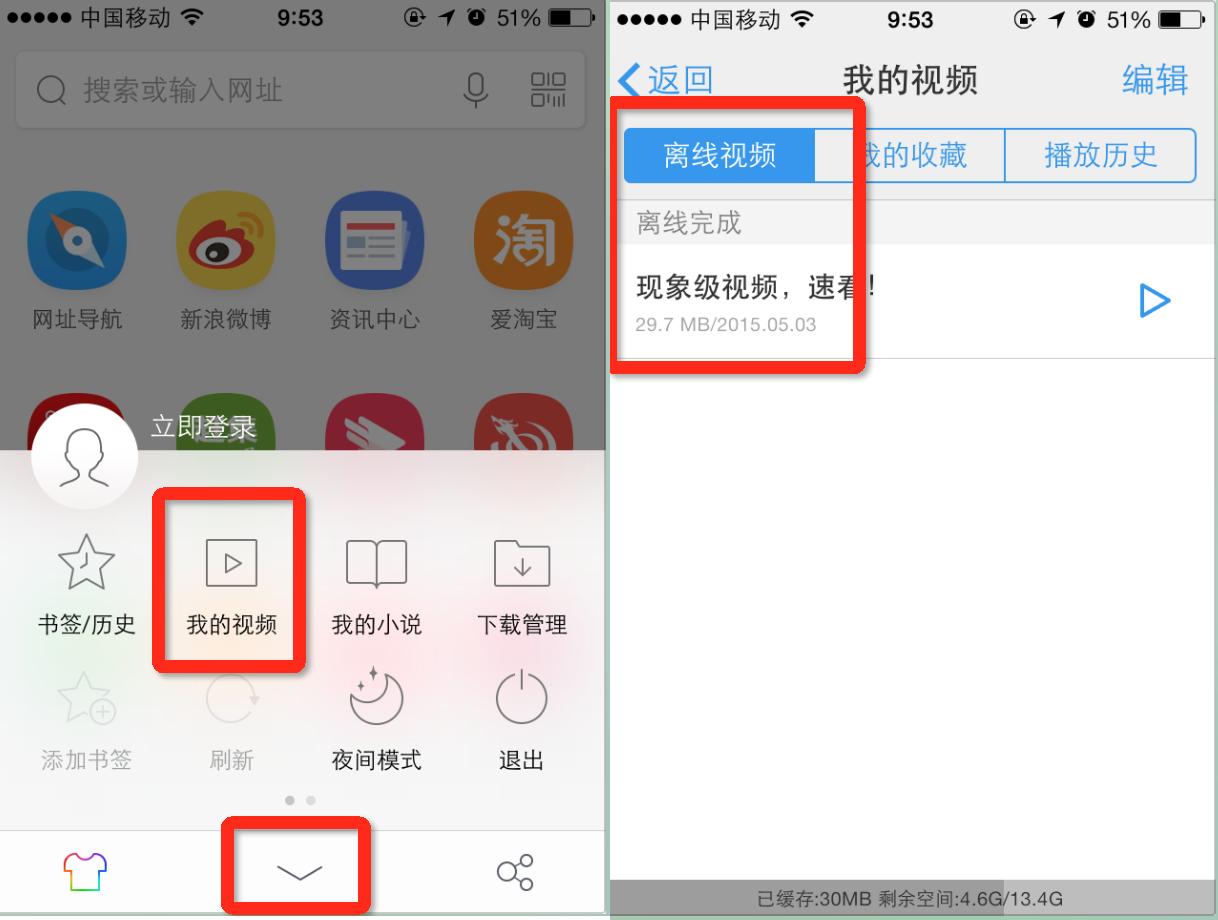 中国移动 9:53 51%
搜索或输入网址
淘
网址导航 新浪微博 资讯中心 爱淘宝
立即登录
书签/历史 我的视频 我的小说 下载管理
添加书签 刷新 夜间模式 退出
中国移动 9:53 51%
返回 我的视频 编辑
离线视频 我的收藏 播放历史
离线完成
现象级视频，速看！
29.7 MB/2015.05.03
已缓存:30MB 剩余空间:4.6G/13.4G